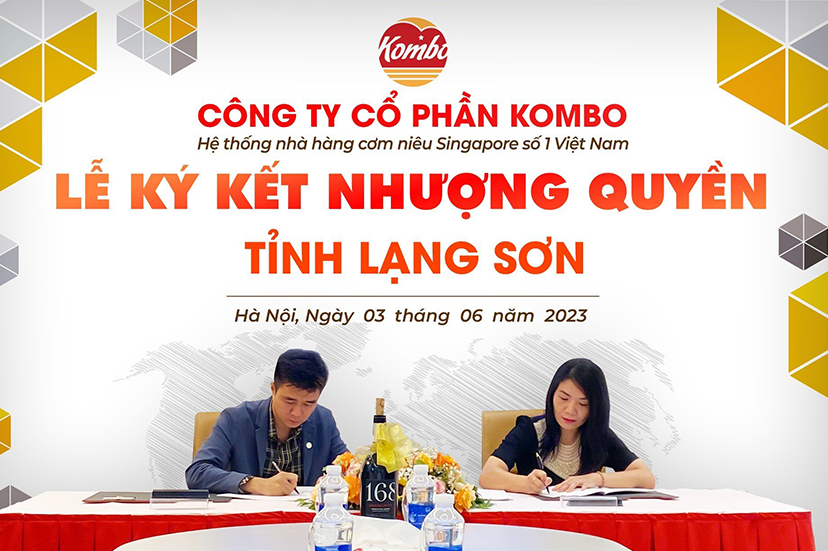 Kombo
CÔNG TY CỔ PHẦN KOMBO
Hệ thống nhà hàng cơm niêu Singapore số 1 Việt Nam
LỄ KÝ KẾT NHƯỢNG QUYỀN
TỈNH LẠNG SƠN
Hà Nội, Ngày 03 tháng 06 năm 2023
168